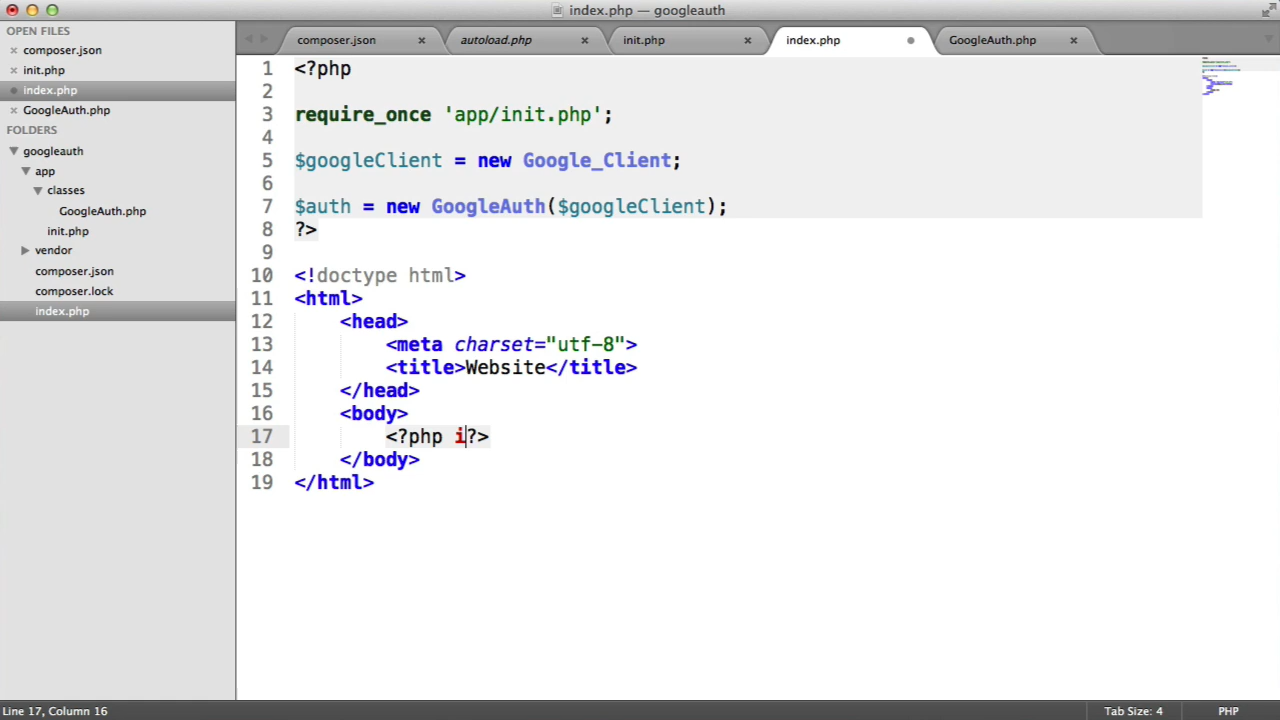 index.php — googleauth
OPEN FILES
composer.json
init.php
index.php
GoogleAuth.php
FOLDERS
googleauth
app
classes
GoogleAuth.php
init.php
vendor
composer.json
composer.lock
index.php
composer.json
autoload.php
init.php
index.php
GoogleAuth.php
1 <?php
2
3 require_once 'app/init.php';
4
5 $googleClient = new Google_Client;
6
7 $auth = new GoogleAuth($googleClient);
8 ?>
9
10 <!doctype html>
11 <html>
12 <head>
13 <meta charset="utf-8">
14 <title>Website</title>
15 </head>
16 <body>
17 <?php i?>
18 </body>
19 </html>
Line 17, Column 16
Tab Size: 4
PHP